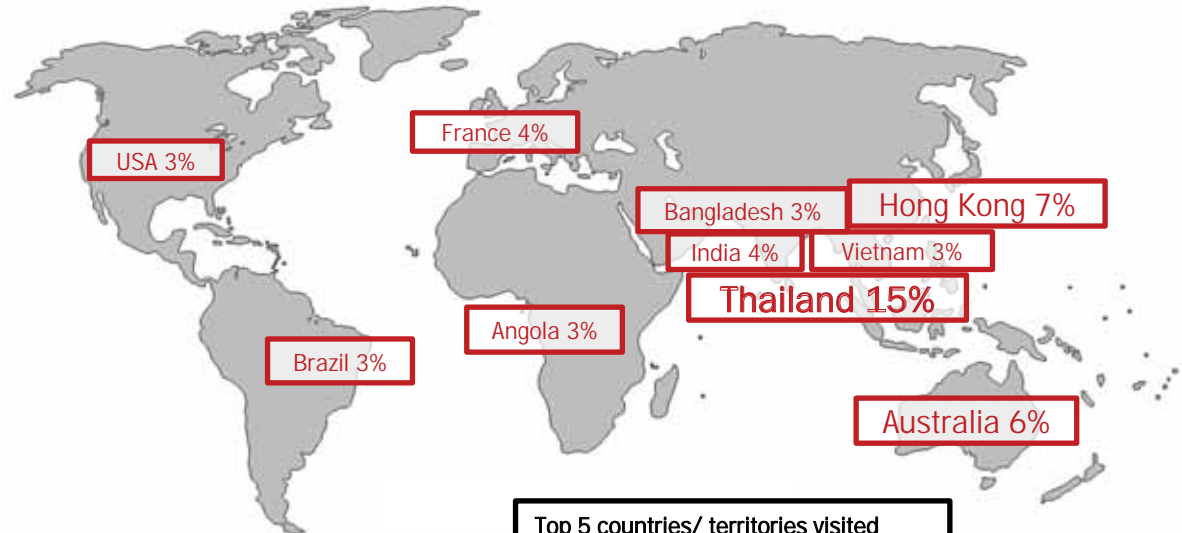 France 4%
USA 3%
Bangladesh 3%
Hong Kong 7%
India 4%
Vietnam 3%
Thailand 15%
Angola 3%
Brazil 3%
Australia 6%
Top 5 countries/ territories visited